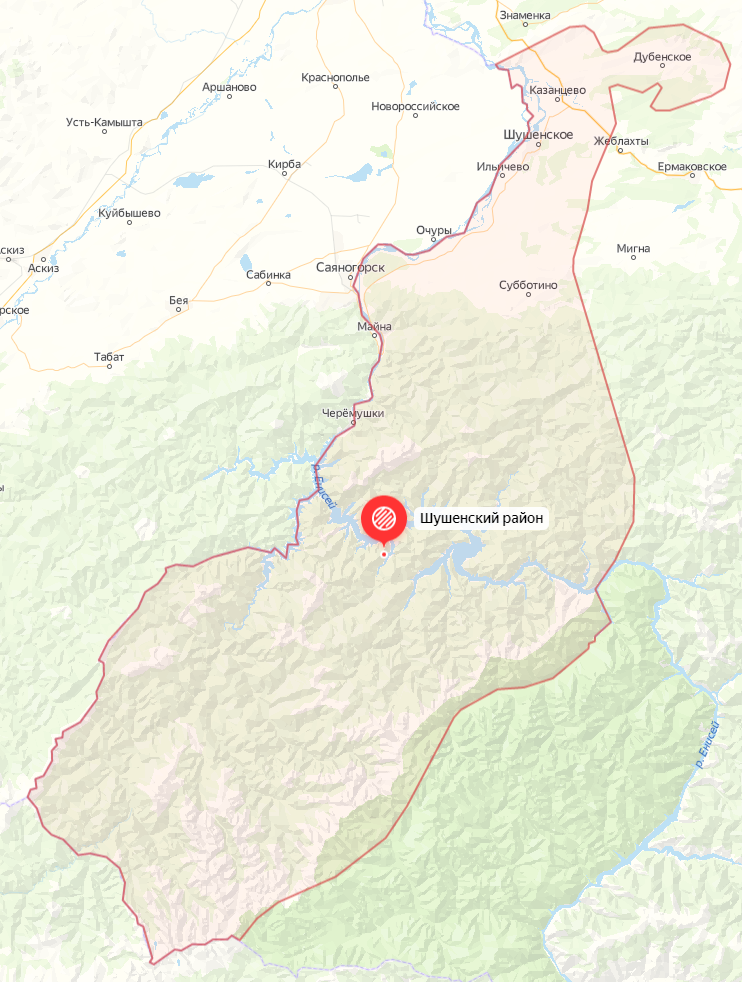 Знаменка
Дубенское
Краснополье
Аршаново
Казанцево
Новороссийское
Усть-Камышта
Шушенское
Жеблахты
Кирба
Ильичево
Ермаковское
Куйбышево
Очуры
скиз
Мигна
Аскиз
Саяногорск
Сабинка
Субботино
Бея
рское
Майна
Табат
Черёмушки
р. Енисей
ы
Шушенский район
р. Енисей